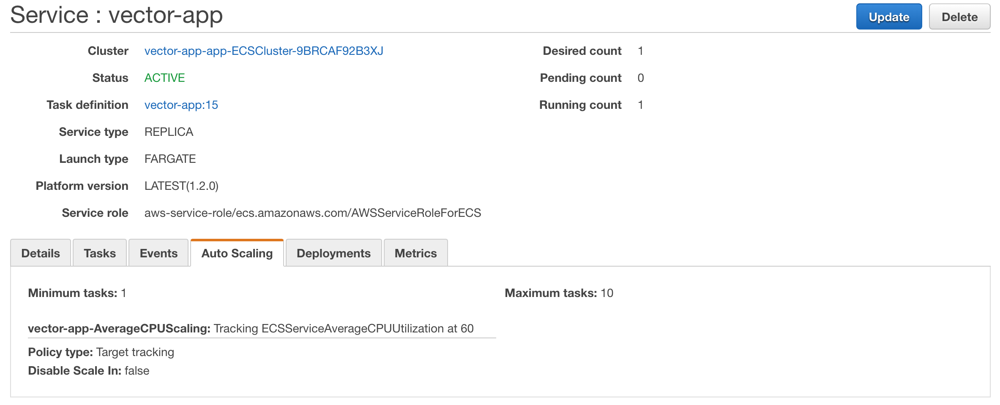 Service : vector-app
Update
Delete
Cluster vector-app-app-ECSCluster-9BRCAF92B3XJ
Desired count 1
Status ACTIVE
Pending count 0
Task definition vector-app:15
Running count 1
Service type REPLICA
Launch type FARGATE
Platform version LATEST(1.2.0)
Service role aws-service-role/ecs.amazonaws.com/AWSServiceRoleForECS
Details Tasks Events Auto Scaling Deployments Metrics
Minimum tasks: 1
Maximum tasks: 10
vector-app-AverageCPUScaling: Tracking ECSServiceAverageCPUUtilization at 60
Policy type: Target tracking
Disable Scale In: false